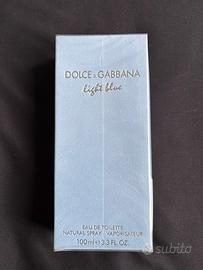 DOLCE & GABBANA
light blue
EAU DE TOILETTE
NATURAL SPRAY - VAPORISATEUR
100ml℮3.3 FL. OZ.
subito